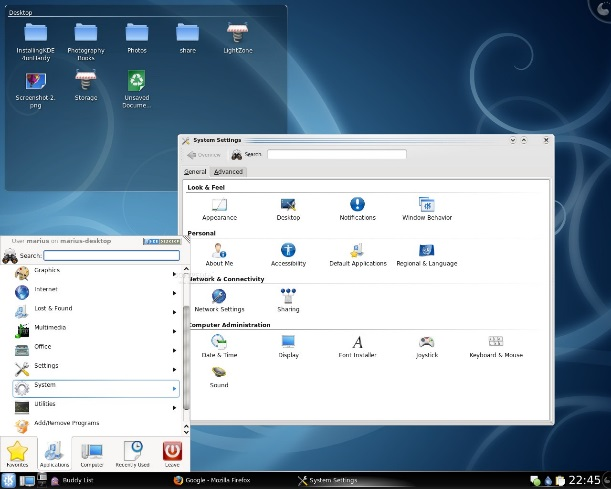 Desktop
InstallingKDE
4onHardy
Photography
Books
Photos
share
LightZone
Screenshot-2.
png
Storage
Unsaved
Docume...
System Settings
Overview
Search:
General
Advanced
Look & Feel
Appearance
Desktop
Notifications
Window Behavior
Personal
About Me
Accessibility
Default Applications
Regional & Language
Network & Connectivity
Network Settings
Sharing
Computer Administration
Date & Time
Display
Font Installer
Joystick
Keyboard & Mouse
Sound
User marius on marius-desktop
Search:
Graphics
Internet
Lost & Found
Multimedia
Office
Settings
System
Utilities
Add/Remove Programs
Favorites
Applications
Computer
Recently Used
Leave
Buddy List
Google - Mozilla Firefox
System Settings
22:45